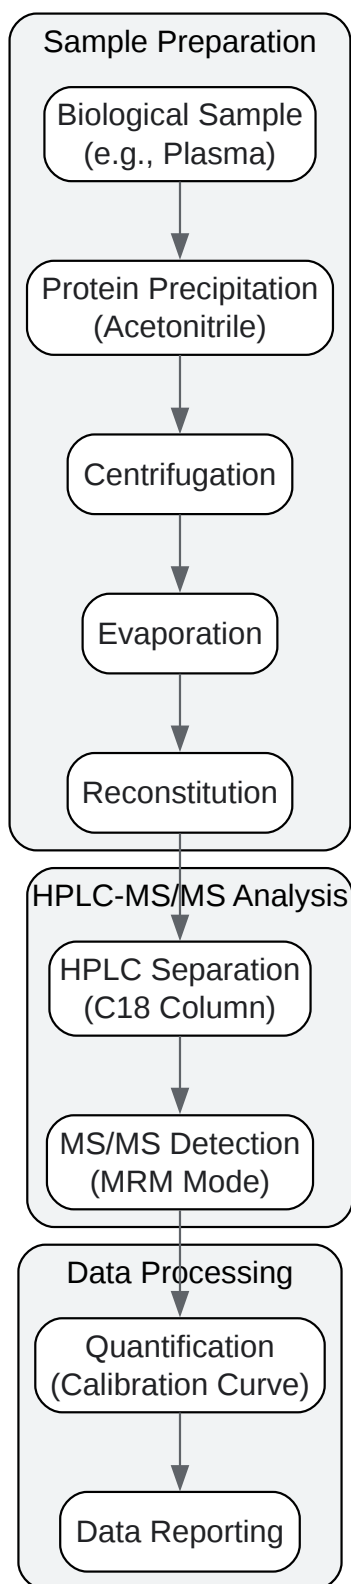 Sample Preparation
Biological Sample
(e.g., Plasma)
Protein Precipitation
(Acetonitrile)
Centrifugation
Evaporation
Reconstitution
HPLC-MS/MS Analysis
HPLC Separation
(C18 Column)
MS/MS Detection
(MRM Mode)
Data Processing
Quantification
(Calibration Curve)
Data Reporting